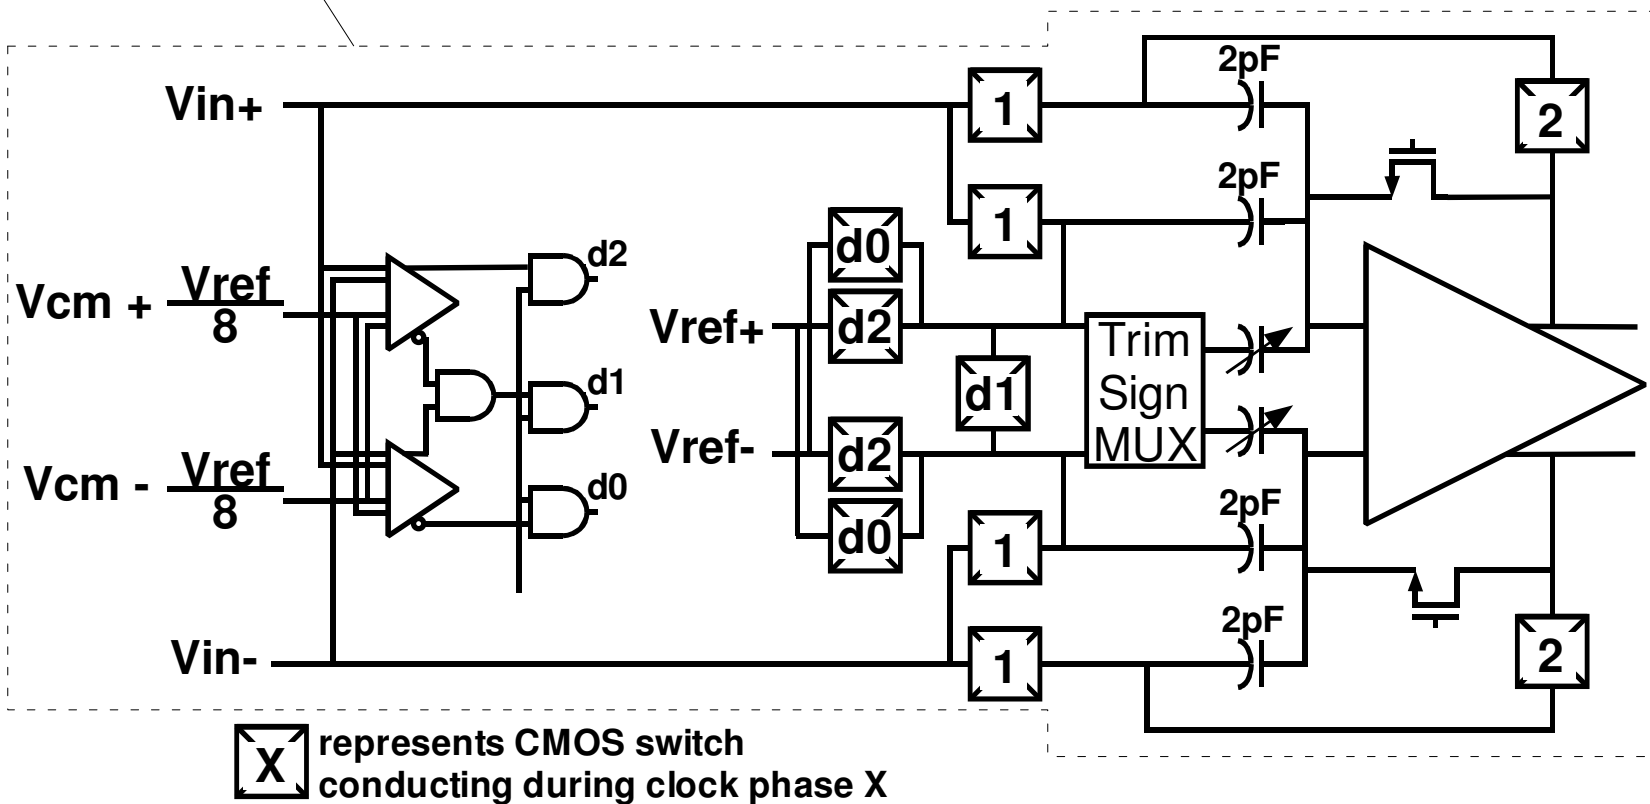 2pF
Vin+
1
2
2pF
1
d0
d2
Vcm + Vref
8
Vref+
d2
Trim
Sign
MUX
d1
d1
Vref-
d2
Vcm - Vref
8
d0
d0
2pF
1
2pF
Vin-
1
2
X
represents CMOS switch
conducting during clock phase X